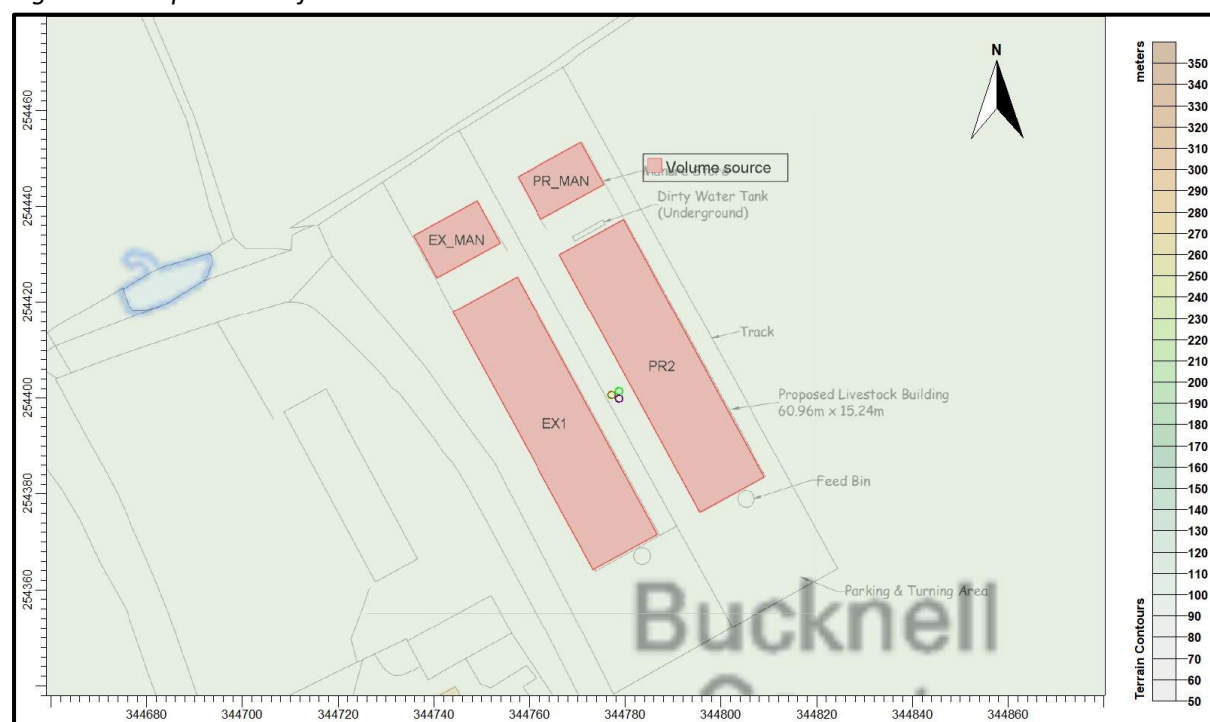 N
meters
350
340
330
320
310
300
290
280
270
260
250
240
230
220
210
200
190
180
170
160
150
140
130
120
110
100
90
80
70
60
50
Terrain Contours
254460
254440
254420
254400
254380
254360
PR_MAN
Volume source
Dirty Water Tank
(Underground)
EX_MAN
Track
PR2
Proposed Livestock Building
60.96m x 15.24m
EX1
Feed Bin
Parking & Turning Area
Bucknell
344680
344700
344720
344740
344760
344780
344800
344820
344840
344860